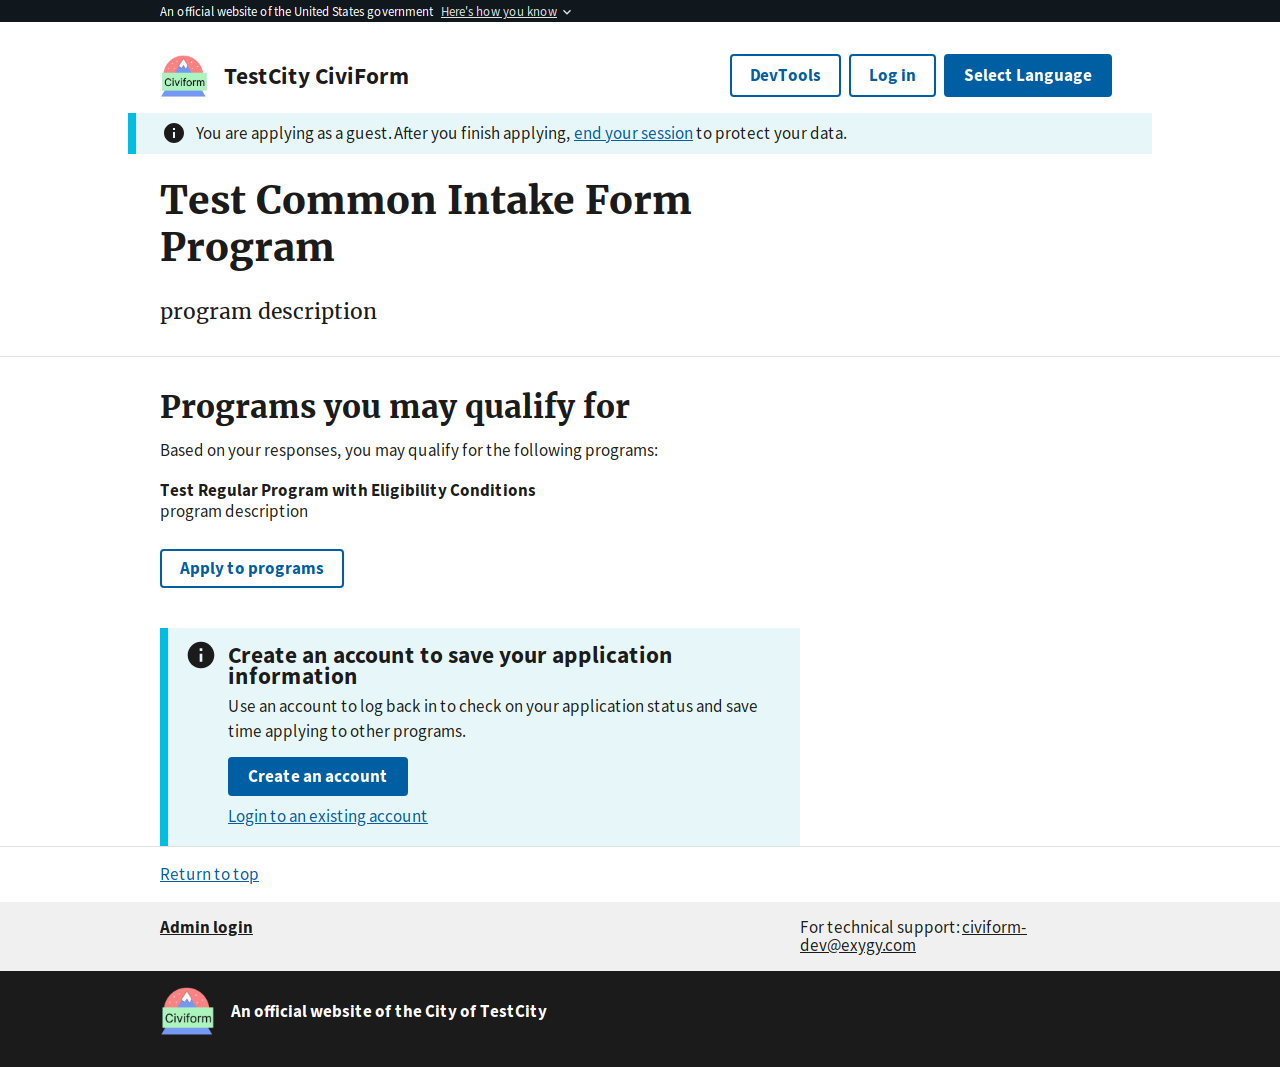 An official website of the United States government Here's how you know
Civiform
TestCity CiviForm
DevTools
Log in
Select Language
You are applying as a guest. After you finish applying, end your session to protect your data.
Test Common Intake Form
Program
program description
Programs you may qualify for
Based on your responses, you may qualify for the following programs:
Test Regular Program with Eligibility Conditions
program description
Apply to programs
Create an account to save your application
information
Use an account to log back in to check on your application status and save
time applying to other programs.
Create an account
Login to an existing account
Return to top
Admin login
For technical support: civiform-
dev@exygy.com
Civiform
An official website of the City of TestCity